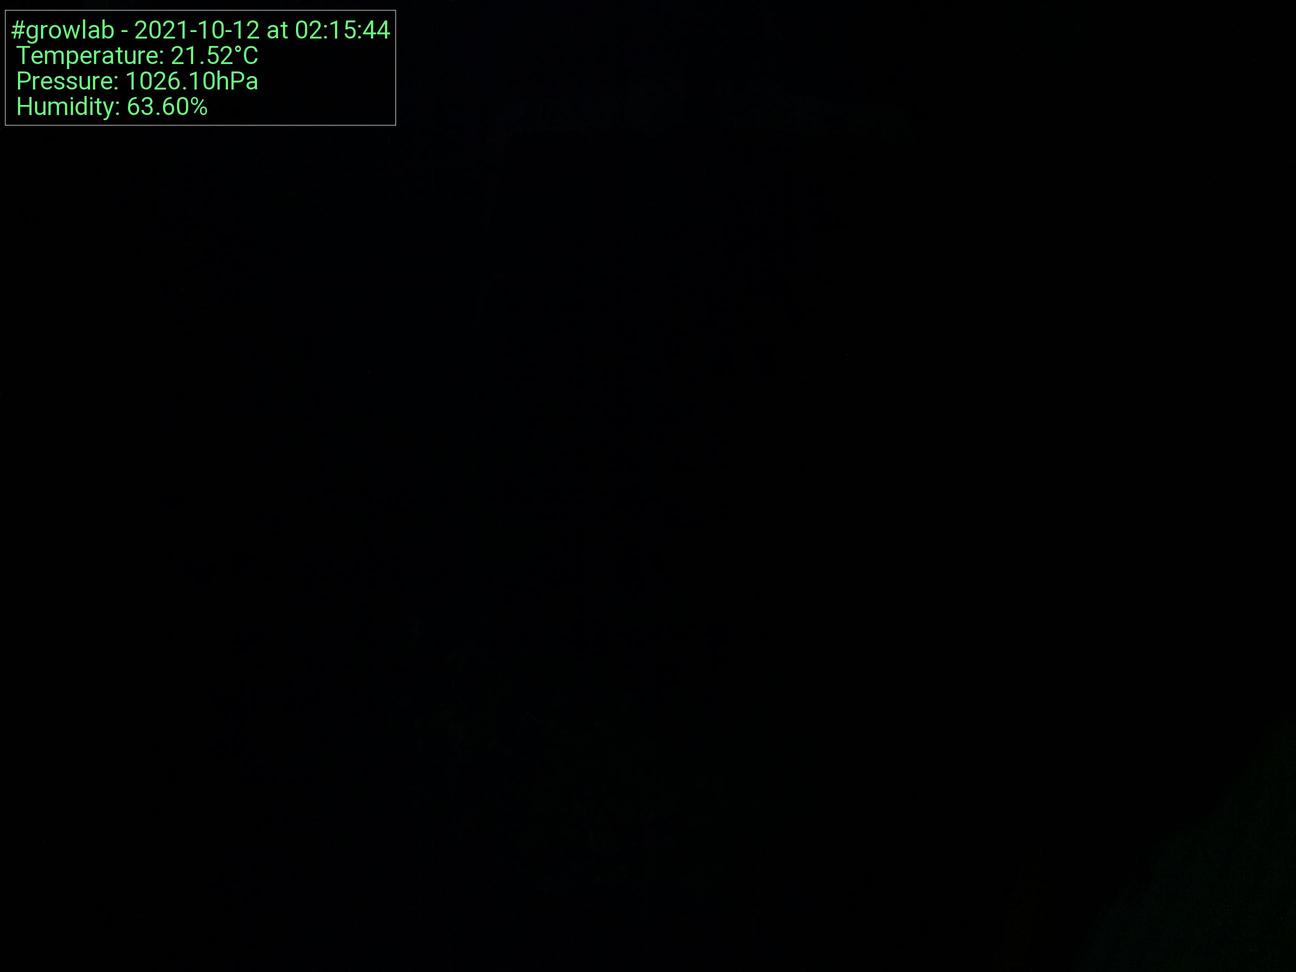 #growlab - 2021-10-12 at 02:15:44
Temperature: 21.52°C
Pressure: 1026.10hPa
Humidity: 63.60%